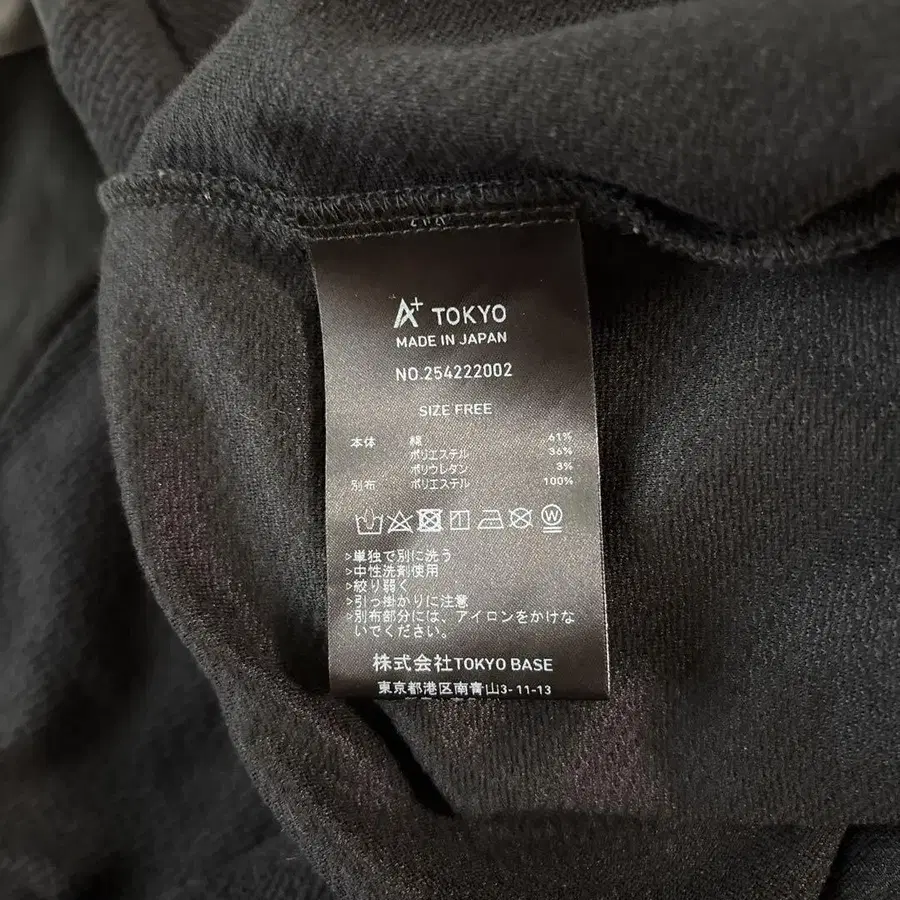 A+ TOKYO
MADE IN JAPAN
NO.254222002
SIZE FREE
本体 綿 61%
ポリエステル 36%
ポリウレタン 3%
別布 ポリエステル 100%
W
>単独で別に洗う
>中性洗剤使用
>絞り弱く
>引っ掛かりに注意
>別布部分には、アイロンをかけな
いでください。
株式会社TOKYO BASE
東京都港区南青山3-11-13